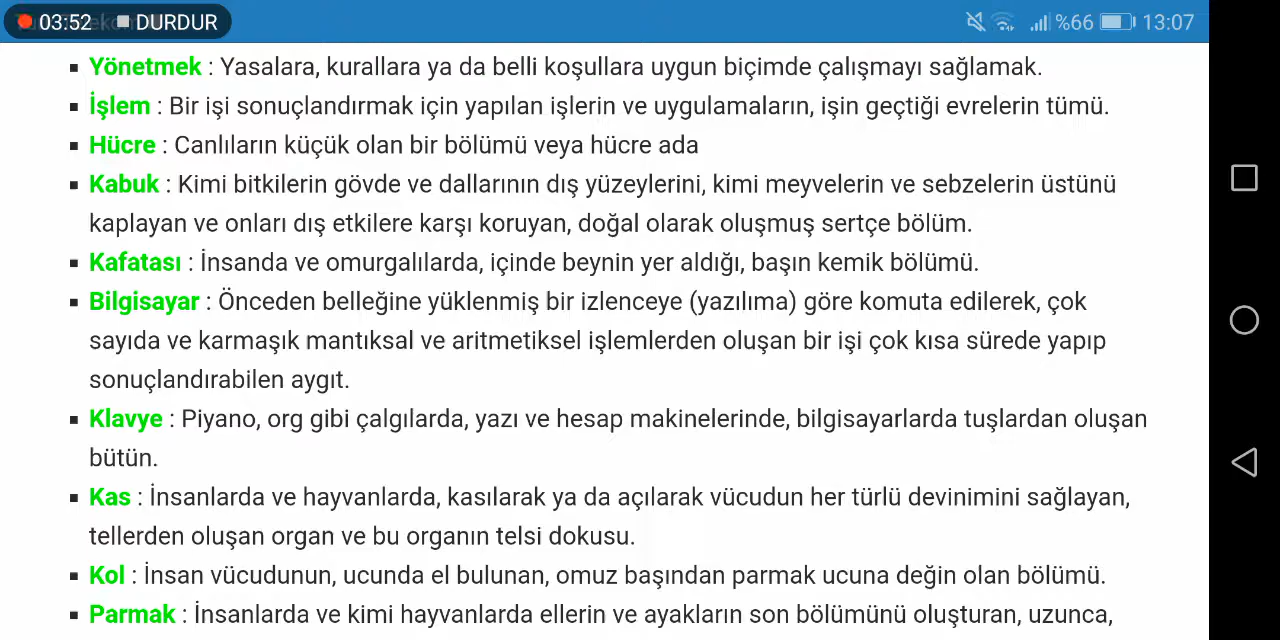 03:52 DURDUR %66 13:07
▪ Yönetmek : Yasalara, kurallara ya da belli koşullara uygun biçimde çalışmayı sağlamak.
▪ İşlem : Bir işi sonuçlandırmak için yapılan işlerin ve uygulamaların, işin geçtiği evrelerin tümü.
▪ Hücre : Canlıların küçük olan bir bölümü veya hücre ada
▪ Kabuk : Kimi bitkilerin gövde ve dallarının dış yüzeylerini, kimi meyvelerin ve sebzelerin üstünü
kaplayan ve onları dış etkilere karşı koruyan, doğal olarak oluşmuş sertçe bölüm.
▪ Kafatası : İnsanda ve omurgalılarda, içinde beynin yer aldığı, başın kemik bölümü.
▪ Bilgisayar : Önceden belleğine yüklenmiş bir izlenceye (yazılıma) göre komuta edilerek, çok
sayıda ve karmaşık mantıksal ve aritmetiksel işlemlerden oluşan bir işi çok kısa sürede yapıp
sonuçlandırabilen aygıt.
▪ Klavye : Piyano, org gibi çalgılarda, yazı ve hesap makinelerinde, bilgisayarlarda tuşlardan oluşan
bütün.
▪ Kas : İnsanlarda ve hayvanlarda, kasılarak ya da açılarak vücudun her türlü devinimini sağlayan,
tellerden oluşan organ ve bu organın telsi dokusu.
▪ Kol : İnsan vücudunun, ucunda el bulunan, omuz başından parmak ucuna değin olan bölümü.
▪ Parmak : İnsanlarda ve kimi hayvanlarda ellerin ve ayakların son bölümünü oluşturan, uzunca,